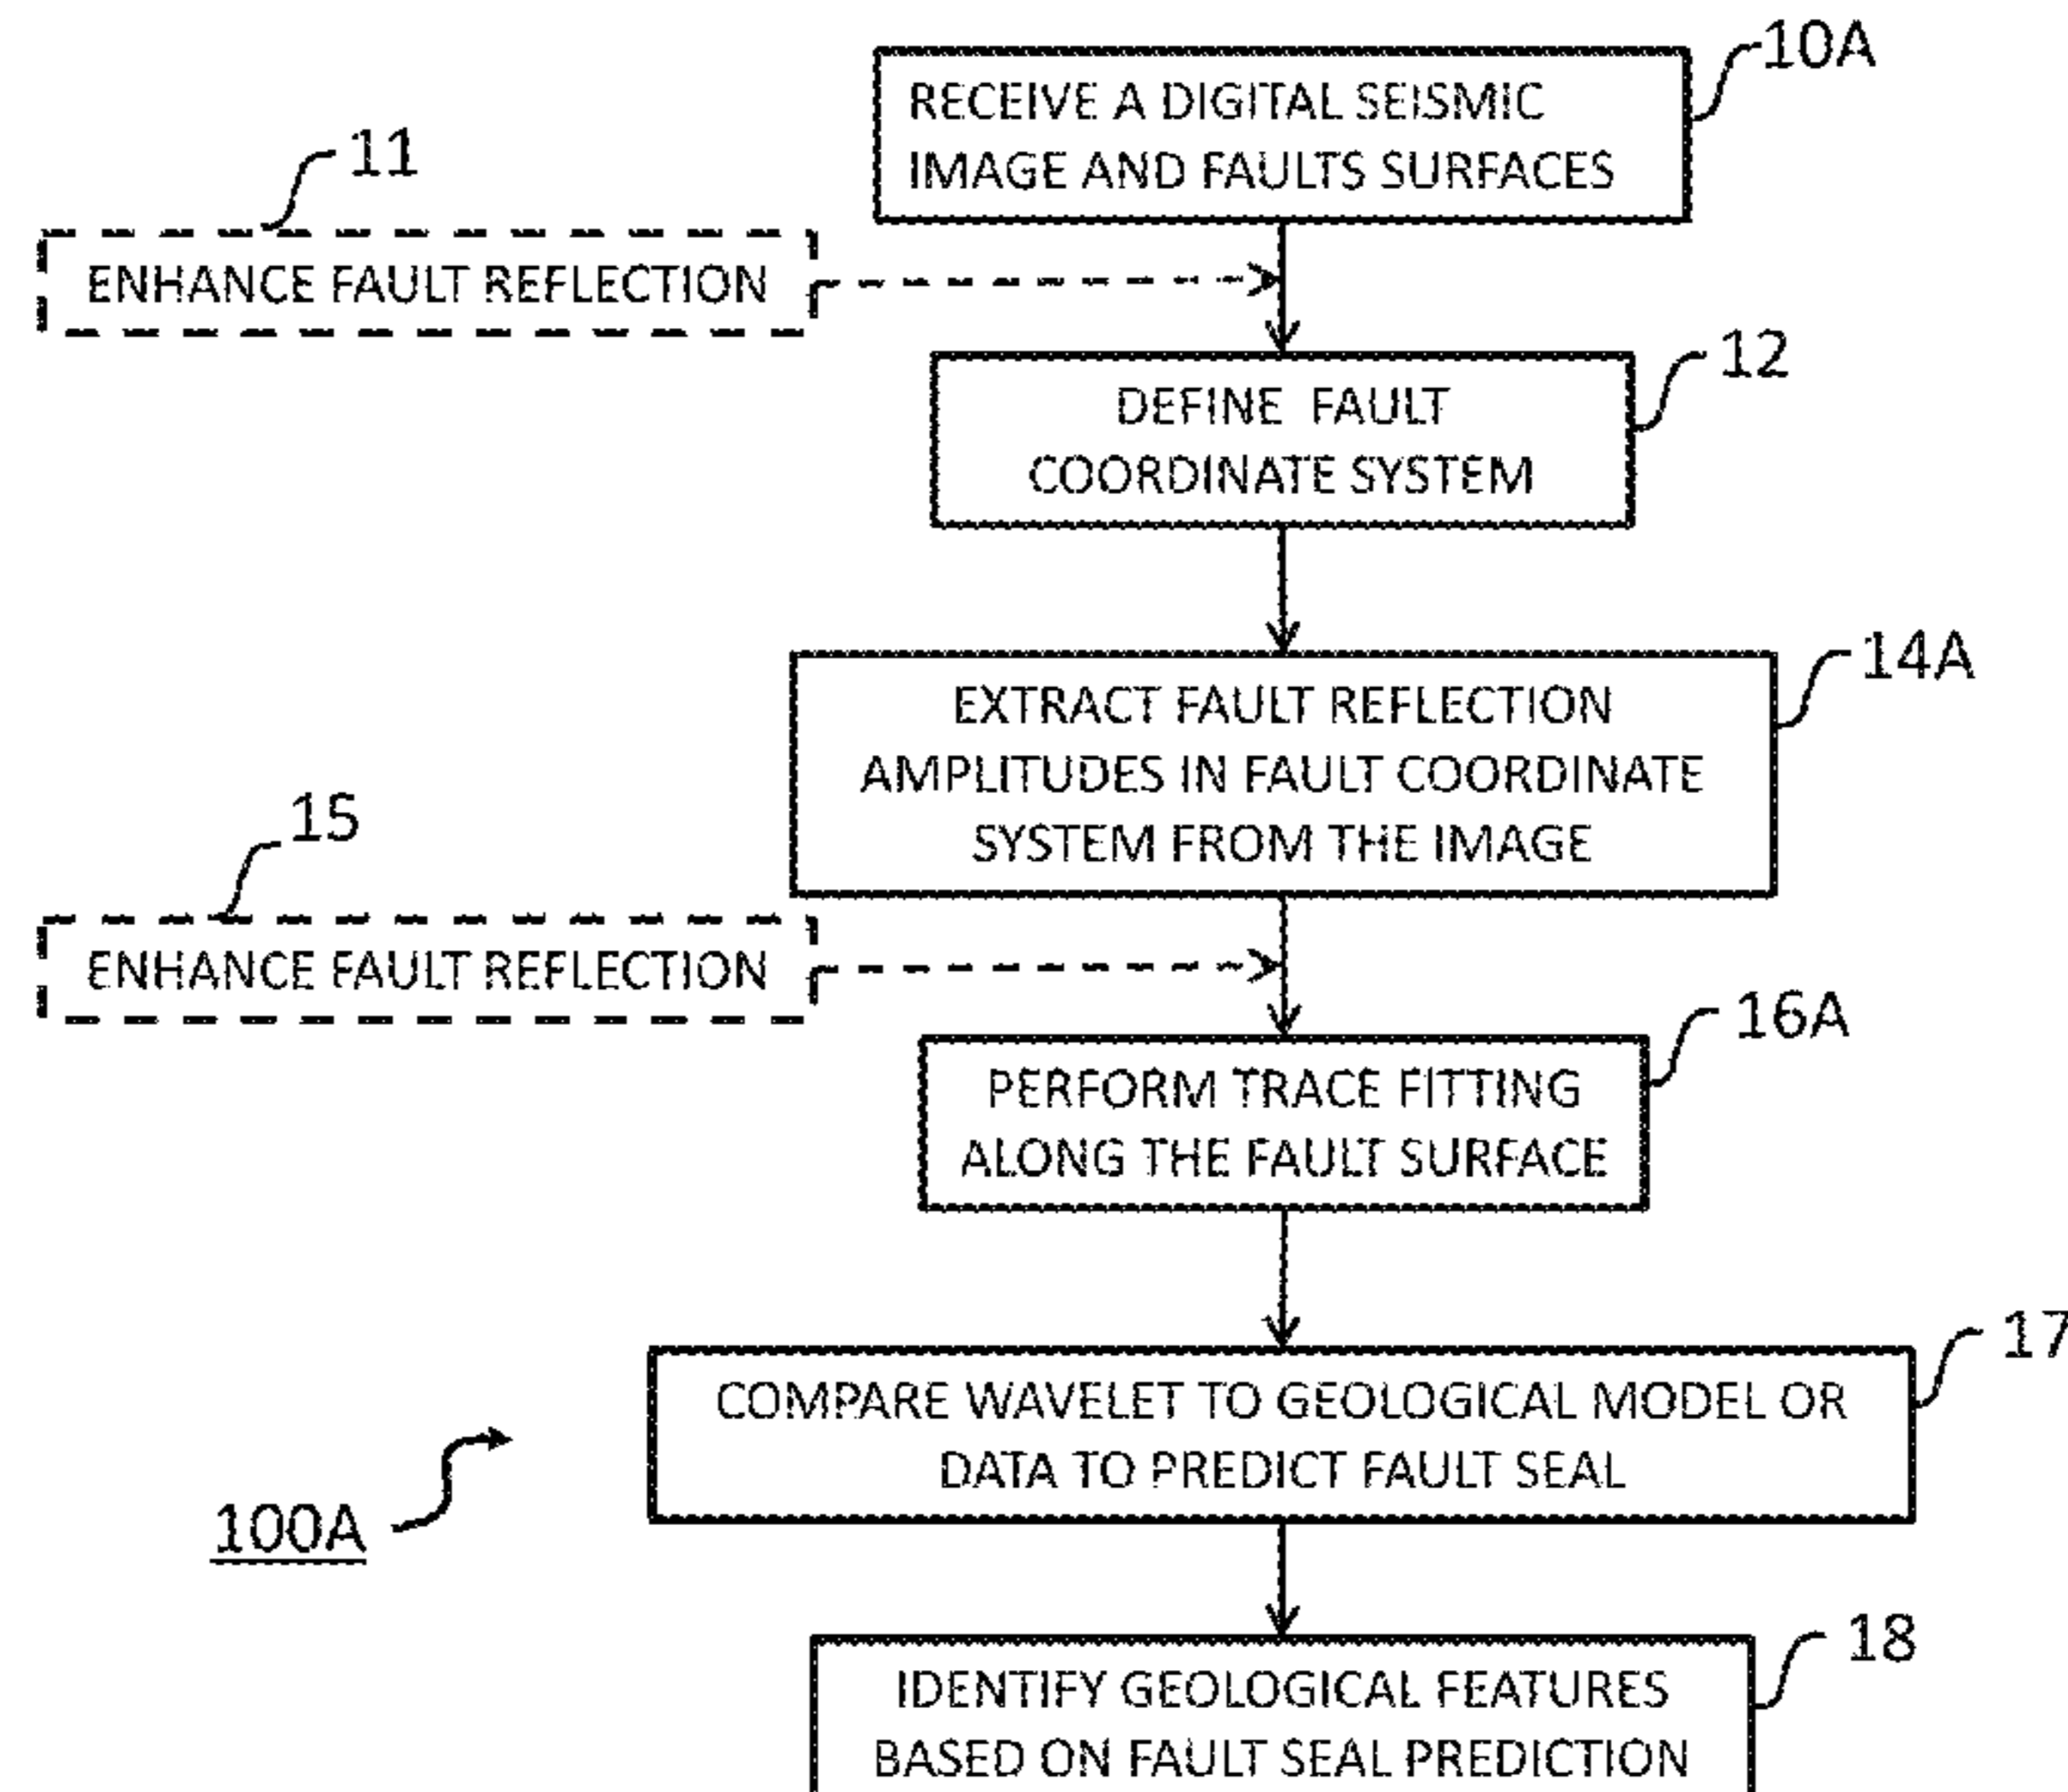 10A
RECEIVE A DIGITAL SEISMIC
IMAGE AND FAULTS SURFACES
11
ENHANCE FAULT REFLECTION
12
DEFINE FAULT
COORDINATE SYSTEM
14A
EXTRACT FAULT REFLECTION
AMPLITUDES IN FAULT COORDINATE
SYSTEM FROM THE IMAGE
15
ENHANCE FAULT REFLECTION
16A
PERFORM TRACE FITTING
ALONG THE FAULT SURFACE
17
COMPARE WAVELET TO GEOLOGICAL MODEL OR
DATA TO PREDICT FAULT SEAL
100A
18
IDENTIFY GEOLOGICAL FEATURES
BASED ON FAULT SEAL PREDICTION